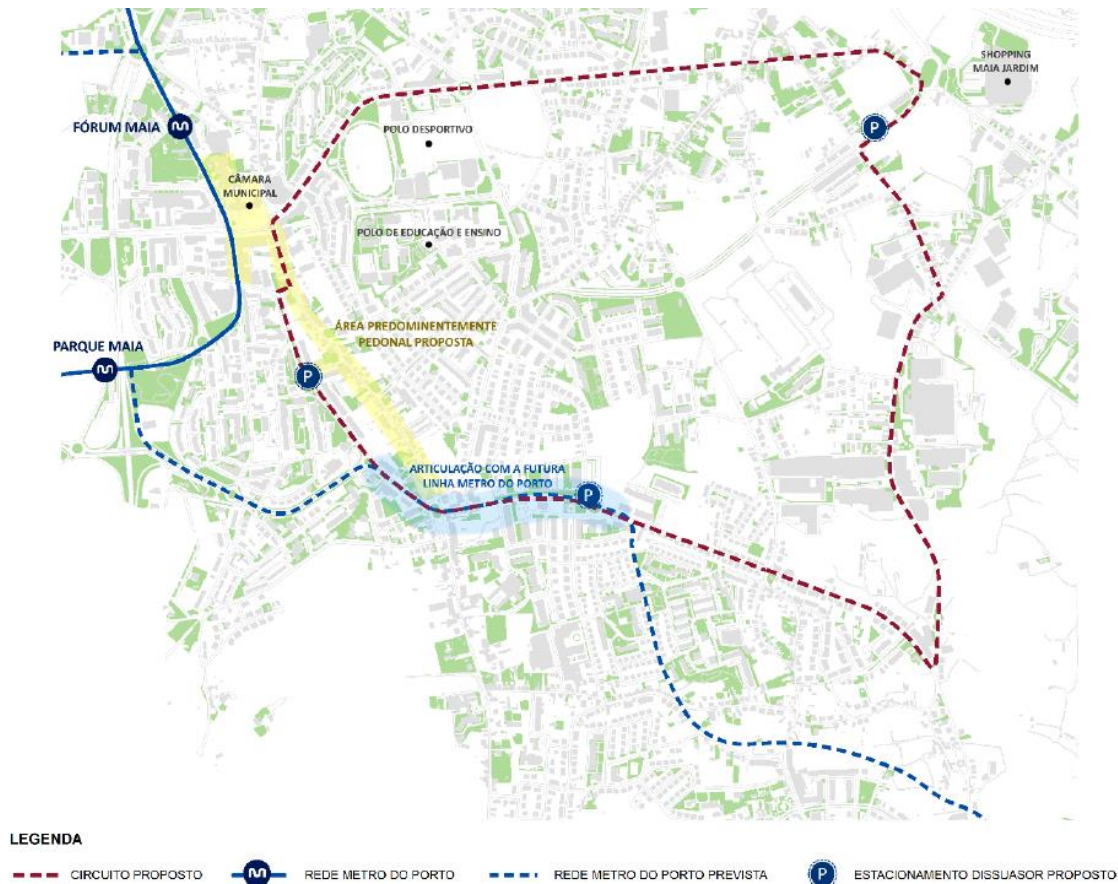 SHOPPING
MAIA JARDIM
FÓRUM MAIA
POLO DESPORTIVO
P
CÂMARA
MUNICIPAL
POLO DE EDUCAÇÃO E ENSINO
ÁREA PREDOMINENTEMENTE
PEDONAL PROPOSTA
PARQUE MAIA
P
ARTICULAÇÃO COM A FUTURA
LINHA METRO DO PORTO
P
LEGENDA
CIRCUITO PROPOSTO
REDE METRO DO PORTO
REDE METRO DO PORTO PREVISTA
P
ESTACIONAMENTO DISSUASOR PROPOSTO